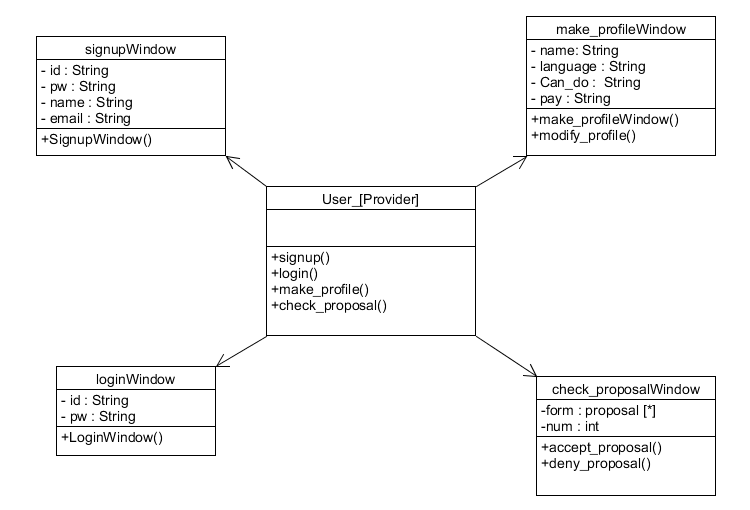 signupWindow
- id : String
- pw : String
- name : String
- email : String
+SignupWindow()
make_profileWindow
- name: String
- language : String
- Can_do :  String
- pay : String
+make_profileWindow()
+modify_profile()
User_[Provider]
+signup()
+login()
+make_profile()
+check_proposal()
loginWindow
- id : String
- pw : String
+LoginWindow()
check_proposalWindow
-form : proposal [*]
-num : int
+accept_proposal()
+deny_proposal()